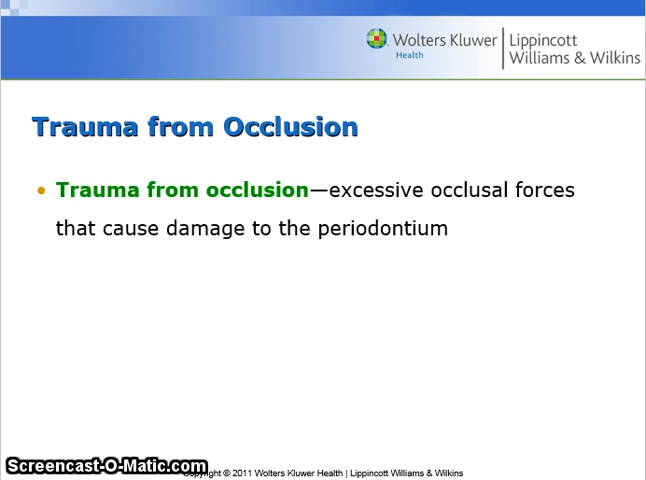 Wolters Kluwer
Health
Lippincott
Williams & Wilkins
Trauma from Occlusion
• Trauma from occlusion—excessive occlusal forces
that cause damage to the periodontium
Screencast-O-Matic.com
yright © 2011 Wolters Kluwer Health | Lippincott Williams & Wilkins